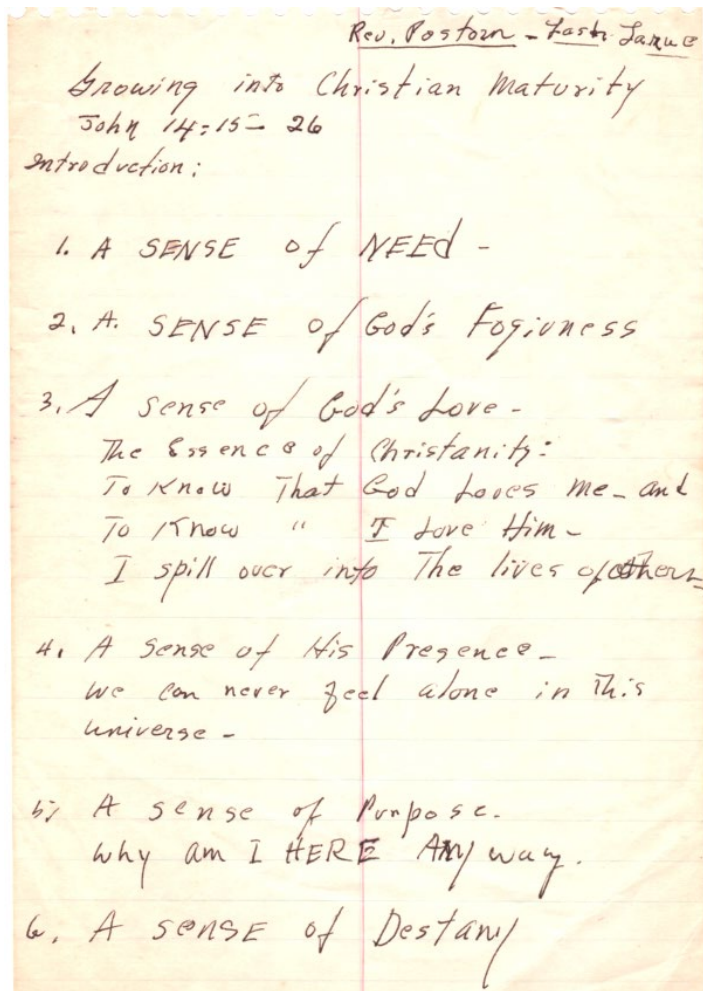 Rev. Postorn - Lash Larue
Growing into Christian Maturity
John 14:15- 26
Introduction:
1. A SENSE of NEEd -
2. A. SENSE of God's Fogivness
3. A sense of God's Love -
The Essence of Christanity:
To Know That God Loves me - and
To Know " I Love Him -
I spill over into The lives of others -
4. A Sense of His Presence -
we can never feel alone in This
universe -
5. A sense of Purpose.
Why am I HERE Anyway.
6. A SENSE of Destany